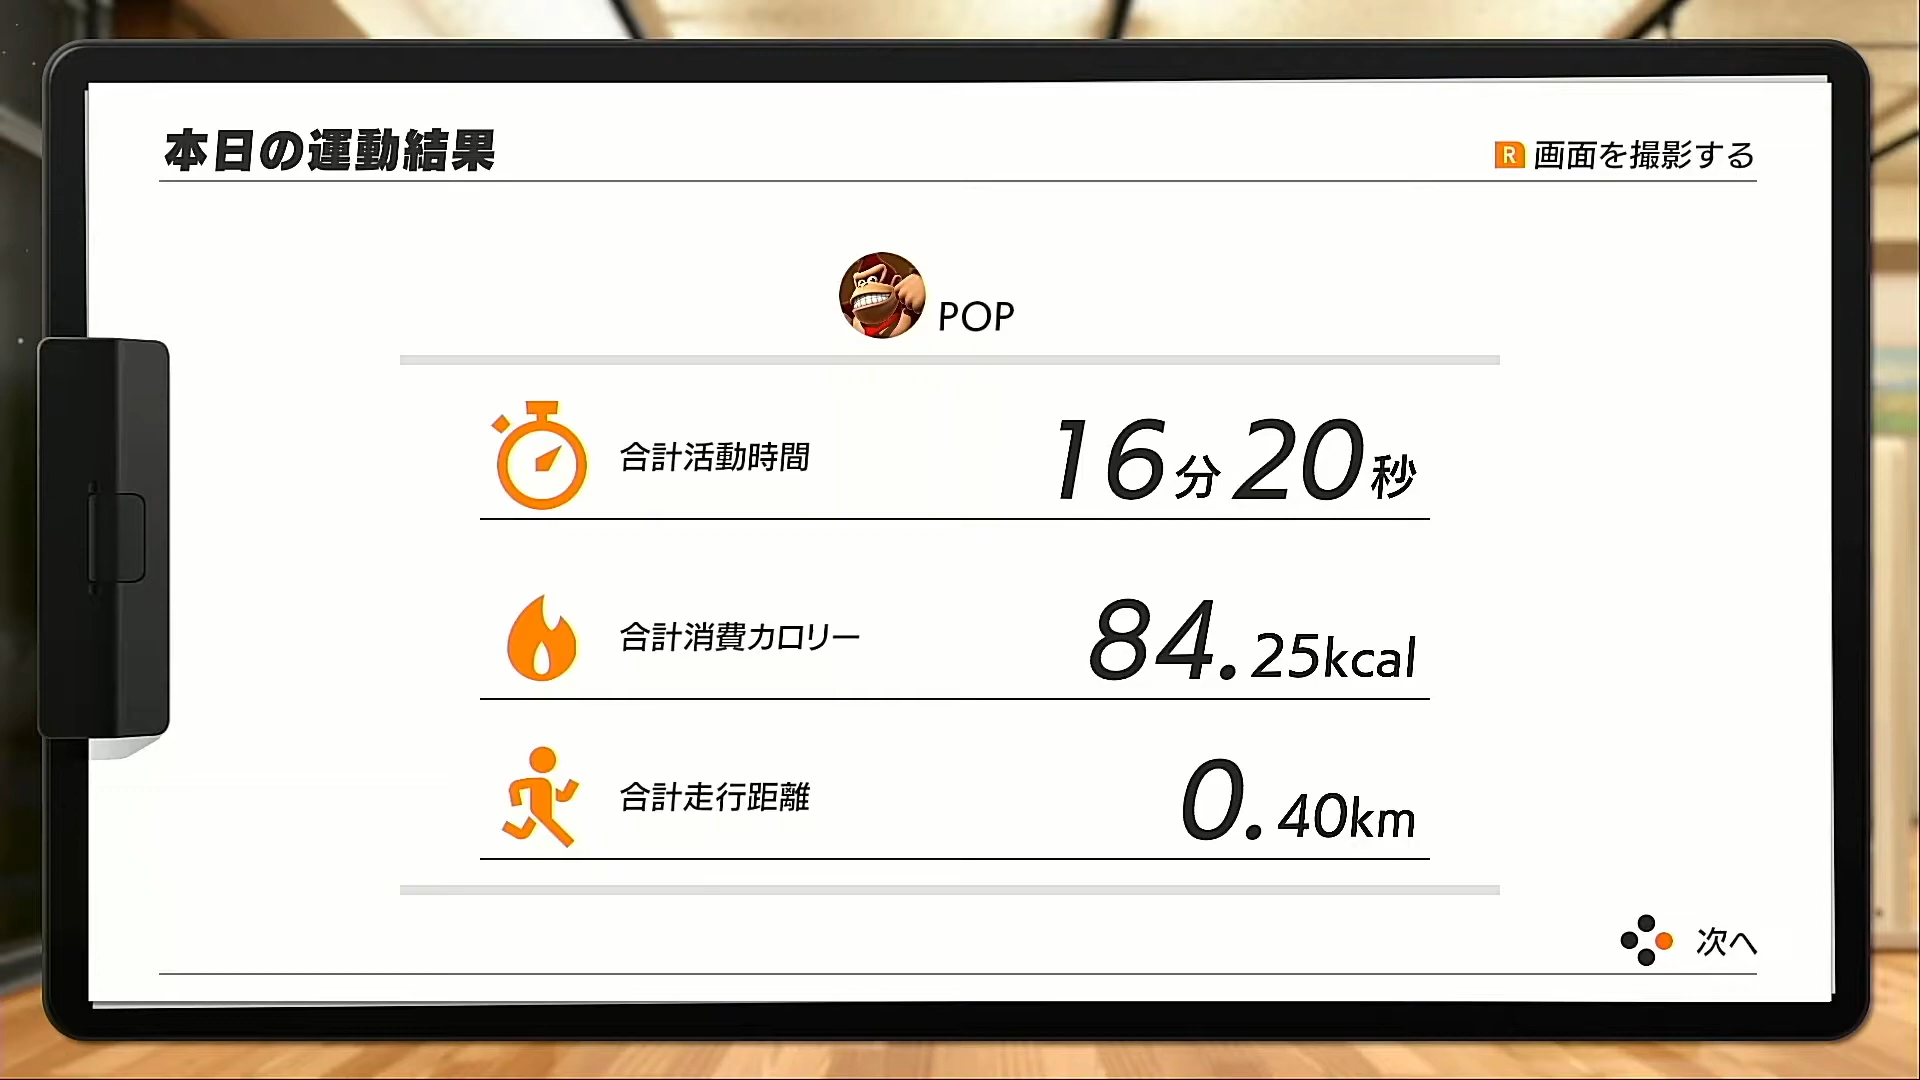 本日の運動結果
R 画面を撮影する
POP
合計活動時間 16分20秒
合計消費カロリー 84.25kcal
合計走行距離 0.40km
次へ